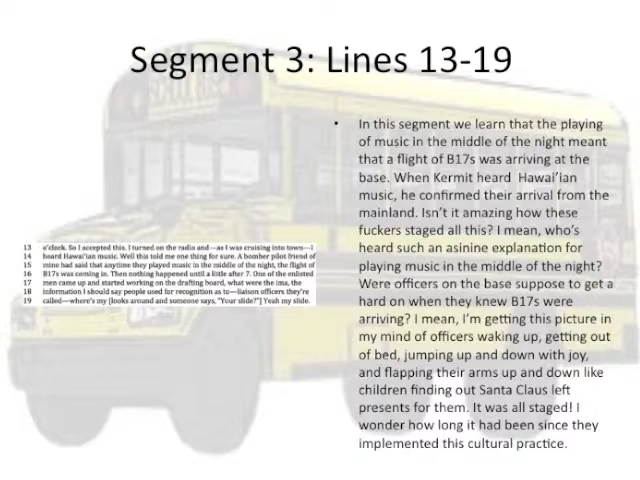 Segment 3: Lines 13-19
13 o'clock. So I accepted this. I turned on the radio and—as I was cruising into town—I
14 heard Hawai'ian music. Well this told me one thing for sure. A bomber pilot friend of
15 mine had said that anytime they played music in the middle of the night, the flight of
16 B17s was coming in. Then nothing happened until a little after 7. One of the enlisted
17 men came up and started working on the drafting board, what were the ima, the
18 information I should say people used for recognition as to—liaison officers they're
19 called—where's my [looks around and someone says, "Your slide?"] Yeah my slide.
• In this segment we learn that the playing
of music in the middle of the night meant
that a flight of B17s was arriving at the
base. When Kermit heard Hawai'ian
music, he confirmed their arrival from the
mainland. Isn't it amazing how these
fuckers staged all this? I mean, who's
heard such an asinine explanation for
playing music in the middle of the night?
Were officers on the base suppose to get a
hard on when they knew B17s were
arriving? I mean, I'm getting this picture in
my mind of officers waking up, getting out
of bed, jumping up and down with joy,
and flapping their arms up and down like
children finding out Santa Claus left
presents for them. It was all staged! I
wonder how long it had been since they
implemented this cultural practice.